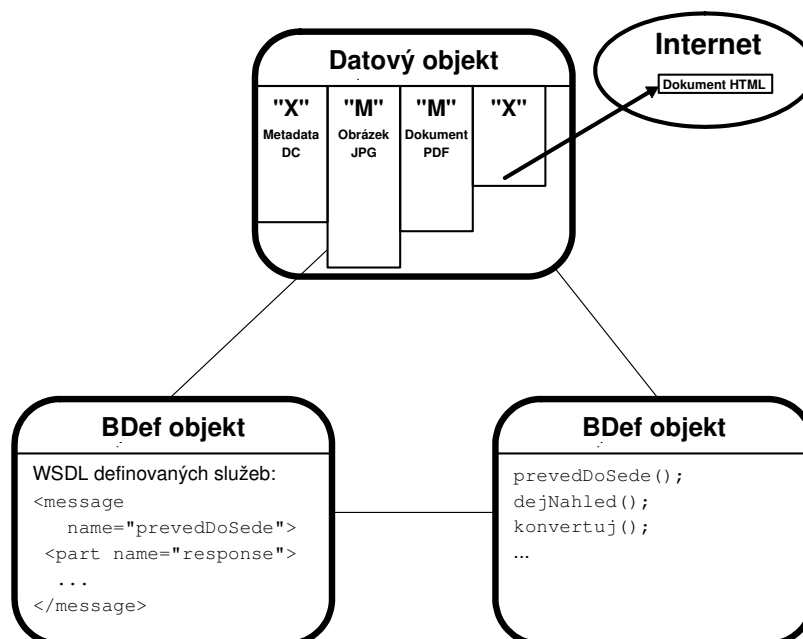 Datový objekt
Internet
Dokument HTML
"X"
Metadata
DC
"M"
Obrázek
JPG
"M"
Dokument
PDF
"X"
BDef objekt
WSDL definovaných služeb:
<message
name="prevedDoSede">
<part name="response">
...
</message>
BDef objekt
prevedDoSede();
dejNahled();
konvertuj();
...